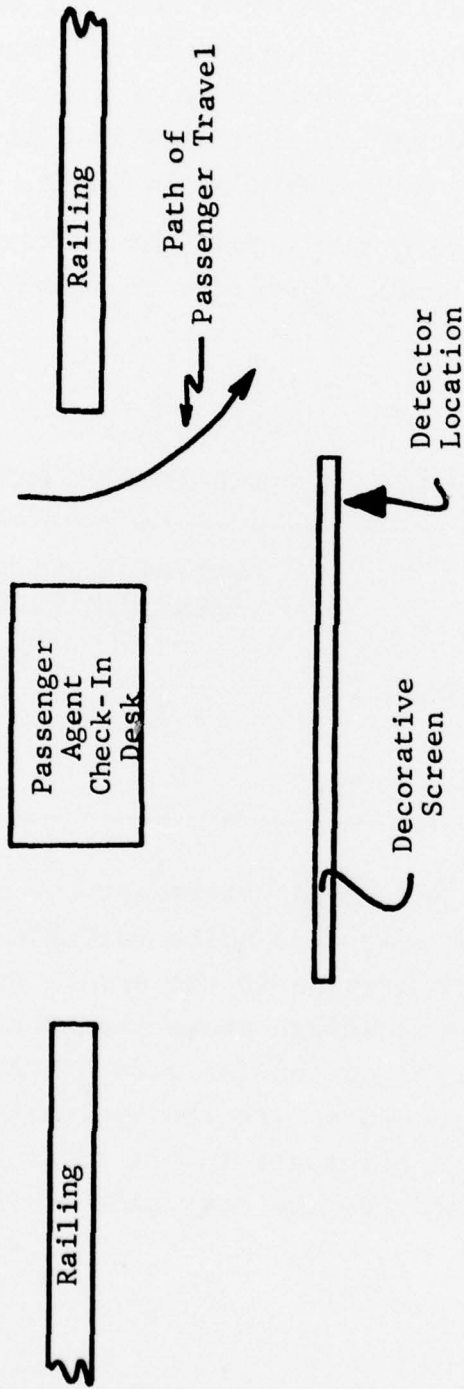 Railing
Passenger
Agent
Check-In
Desk
Railing
Path of
Passenger Travel
Decorative
Screen
Detector
Location